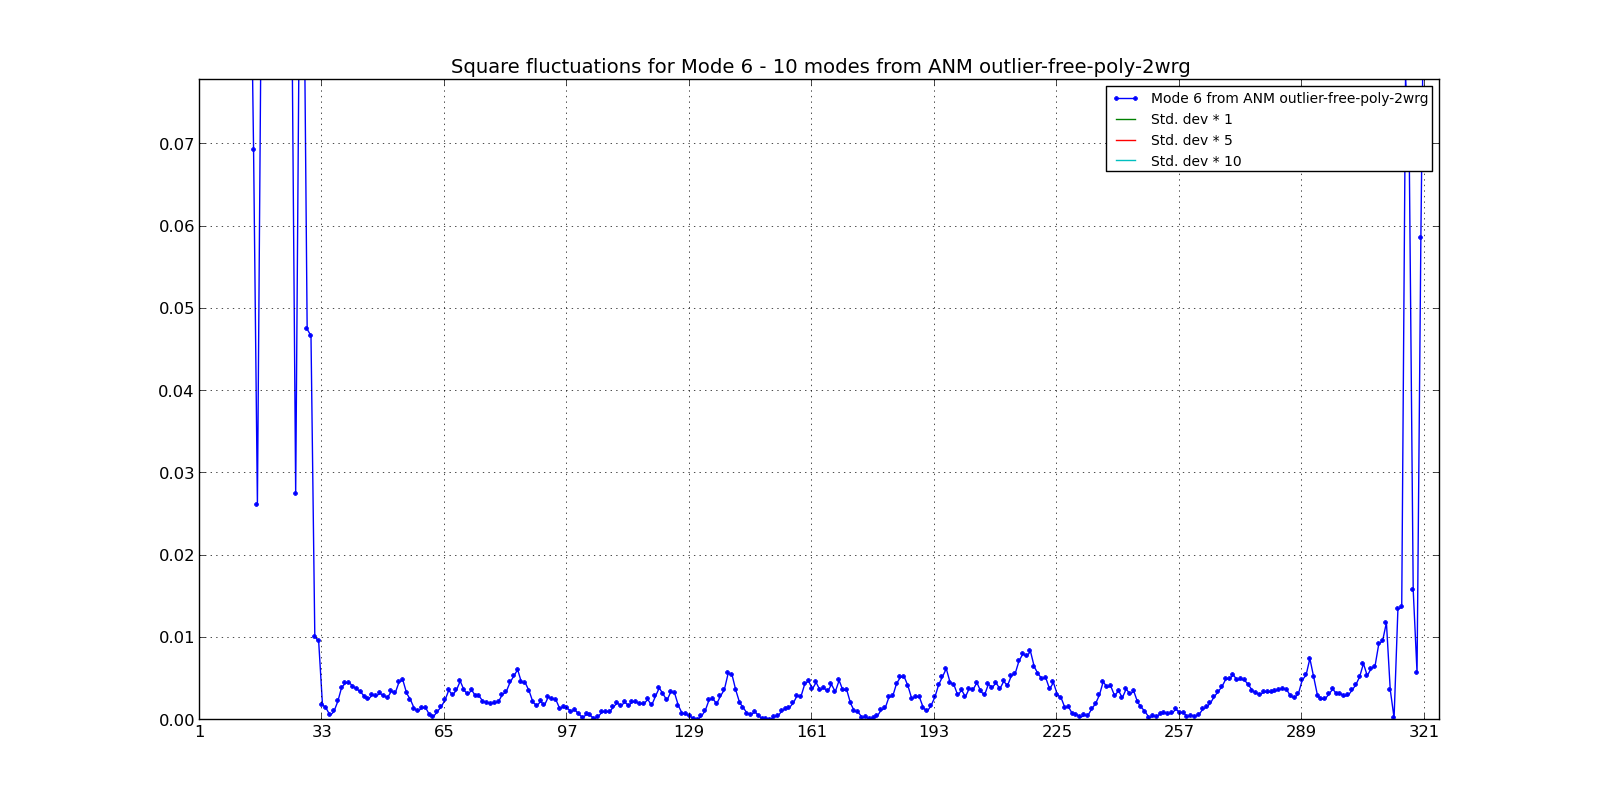 Square fluctuations for Mode 6 - 10 modes from ANM outlier-free-poly-2wrg
Mode 6 from ANM outlier-free-poly-2wrg
Std. dev * 1
Std. dev * 5
Std. dev * 10
0.07
0.06
0.05
0.04
0.03
0.02
0.01
0.00
1 33 65 97 129 161 193 225 257 289 321